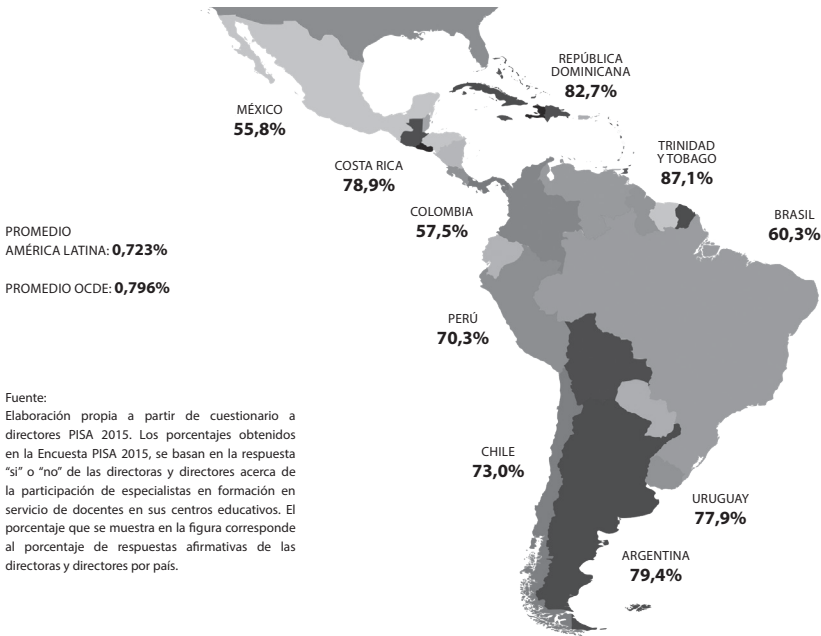 REPÚBLICA
DOMINICANA
82,7%
MÉXICO
55,8%
TRINIDAD
Y TOBAGO
87,1%
COSTA RICA
78,9%
COLOMBIA
57,5%
BRASIL
60,3%
PROMEDIO
AMÉRICA LATINA: 0,723%
PROMEDIO OCDE: 0,796%
PERÚ
70,3%
Fuente:
Elaboración propia a partir de cuestionario a
directores PISA 2015. Los porcentajes obtenidos
en la Encuesta PISA 2015, se basan en la respuesta
“si” o “no” de las directoras y directores acerca de
la participación de especialistas en formación en
servicio de docentes en sus centros educativos. El
porcentaje que se muestra en la figura corresponde
al porcentaje de respuestas afirmativas de las
directoras y directores por país.
CHILE
73,0%
URUGUAY
77,9%
ARGENTINA
79,4%